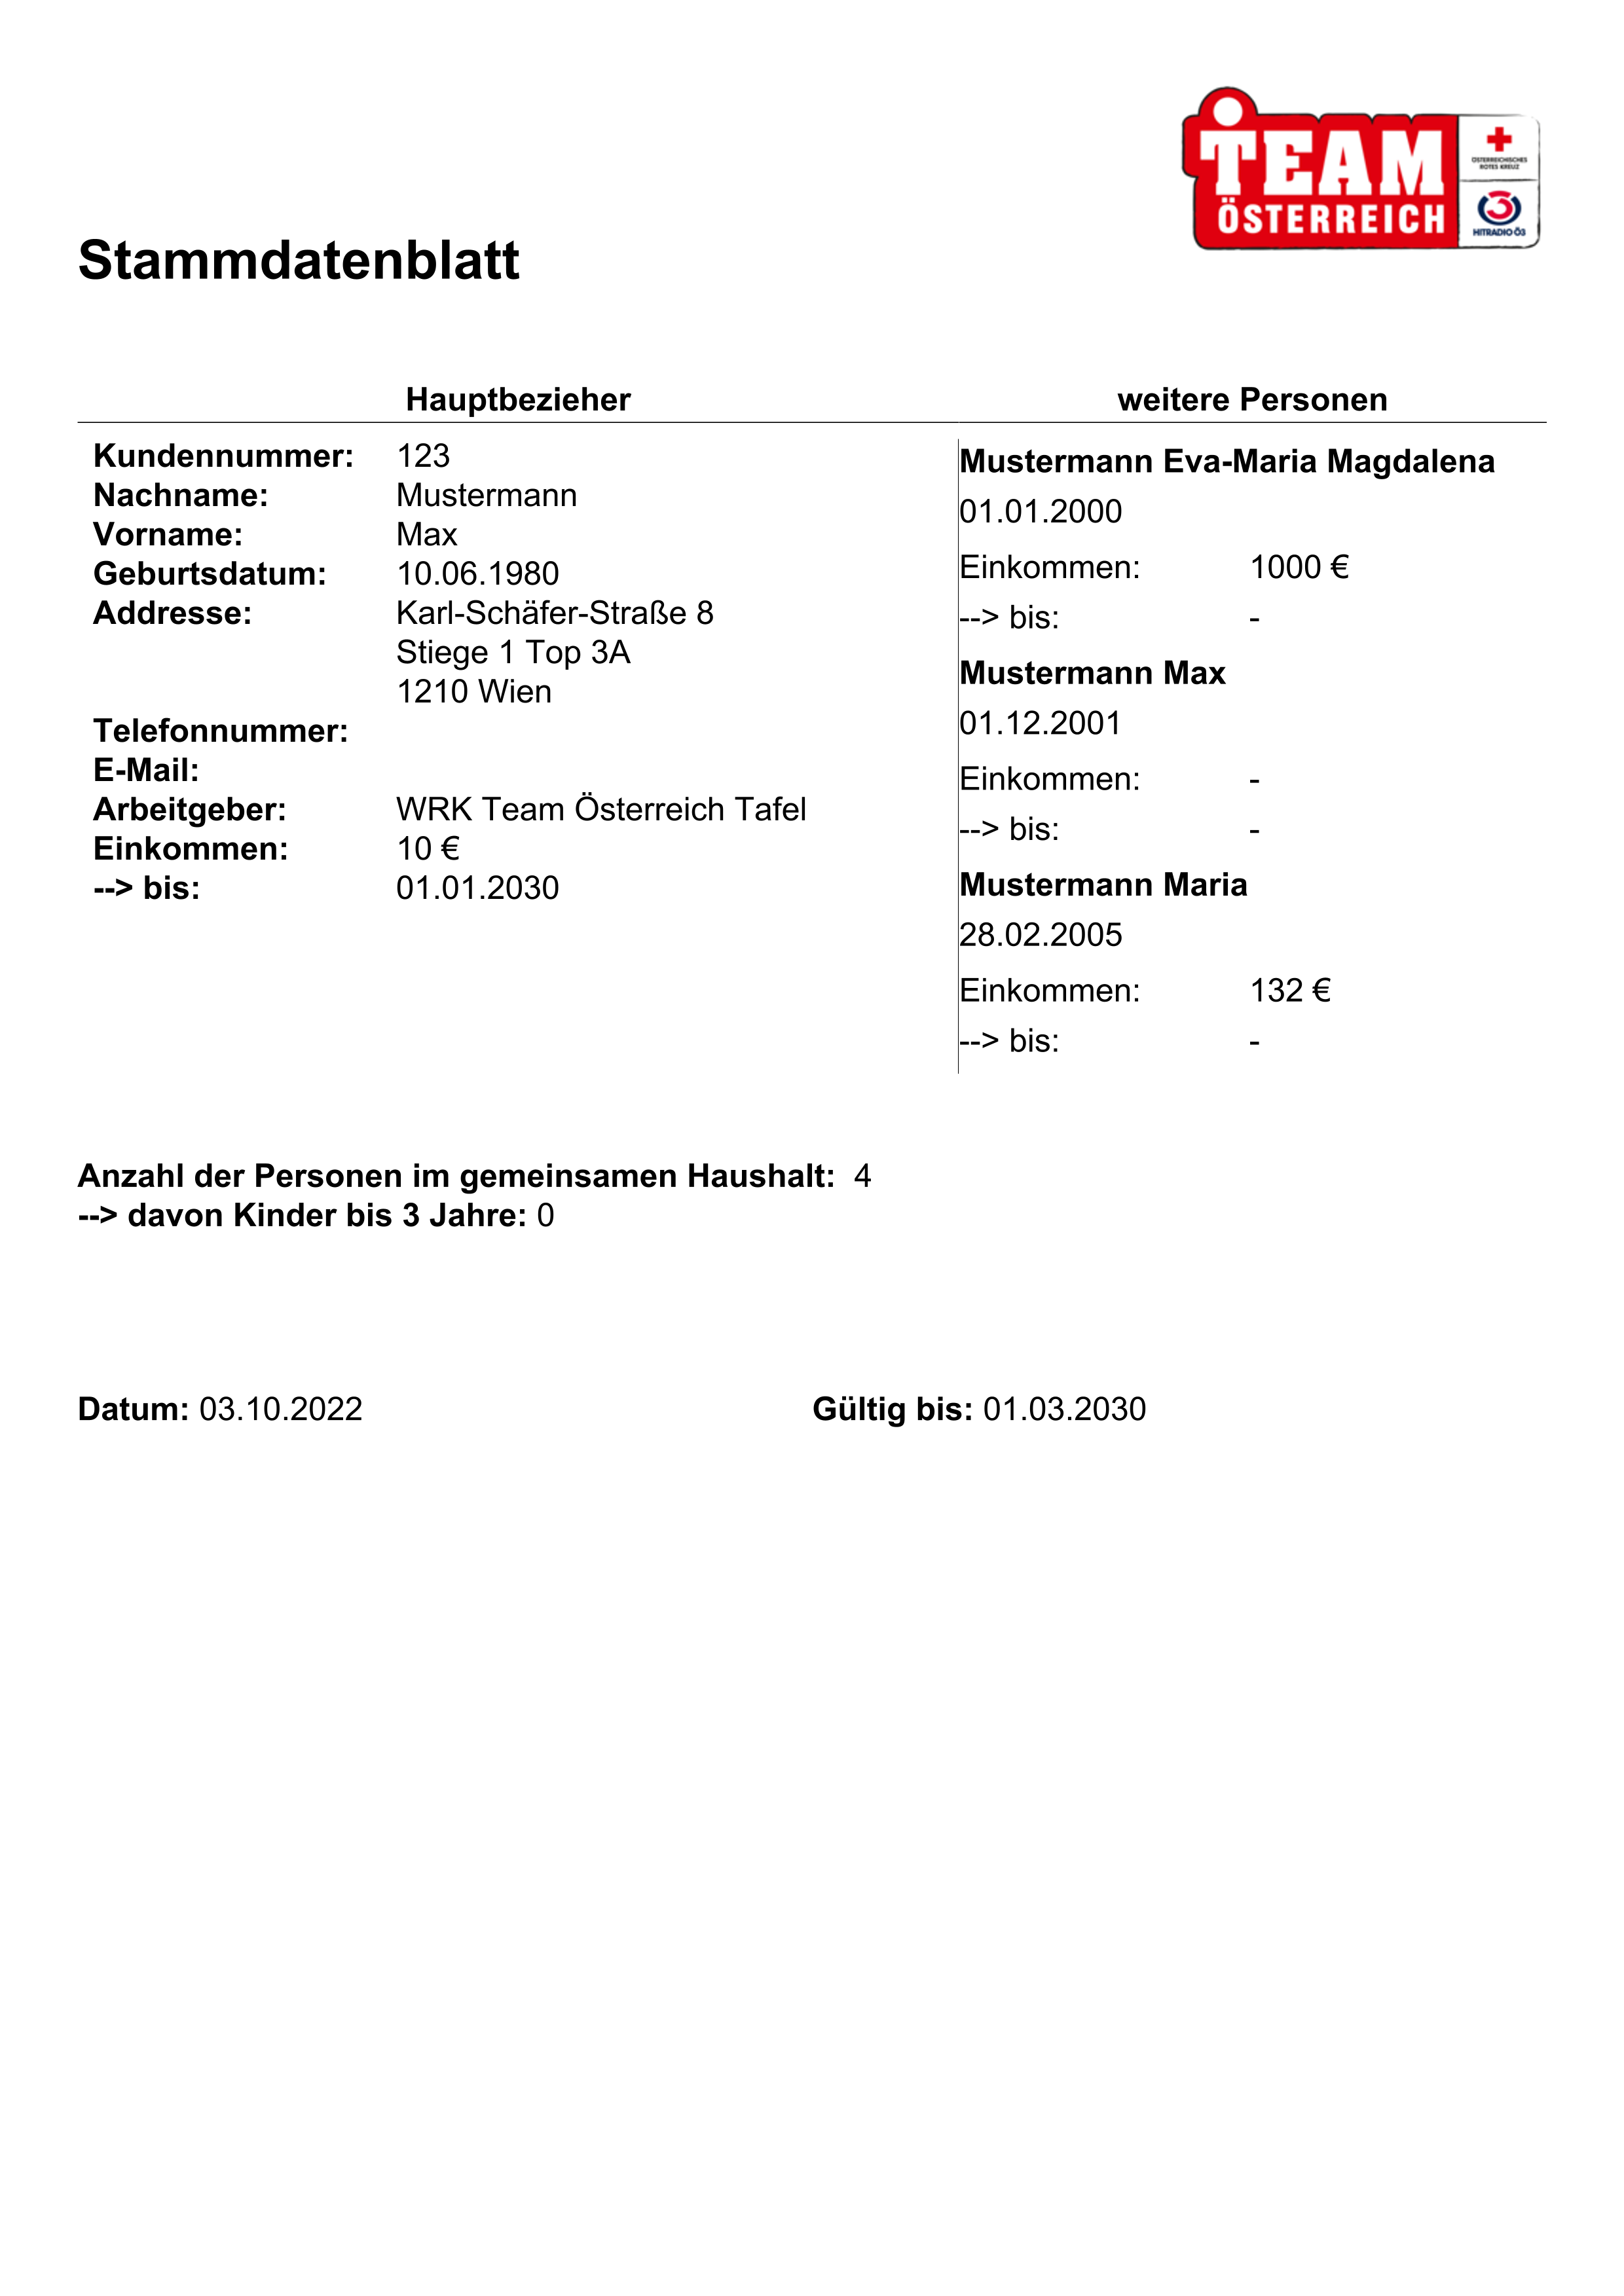 TEAM
ÖSTERREICH
ÖSTERREICHISCHES
ROTES KREUZ
3
HITRADIO Ö3
Stammdatenblatt
Hauptbezieher
Kundennummer: 123
Nachname: Mustermann
Vorname: Max
Geburtsdatum: 10.06.1980
Addresse: Karl-Schäfer-Straße 8
Stiege 1 Top 3A
1210 Wien
Telefonnummer:
E-Mail:
Arbeitgeber: WRK Team Österreich Tafel
Einkommen: 10 €
--> bis: 01.01.2030
weitere Personen
Mustermann Eva-Maria Magdalena
01.01.2000
Einkommen: 1000 €
--> bis: -
Mustermann Max
01.12.2001
Einkommen: -
--> bis: -
Mustermann Maria
28.02.2005
Einkommen: 132 €
--> bis: -
Anzahl der Personen im gemeinsamen Haushalt: 4
--> davon Kinder bis 3 Jahre: 0
Datum: 03.10.2022 Gültig bis: 01.03.2030